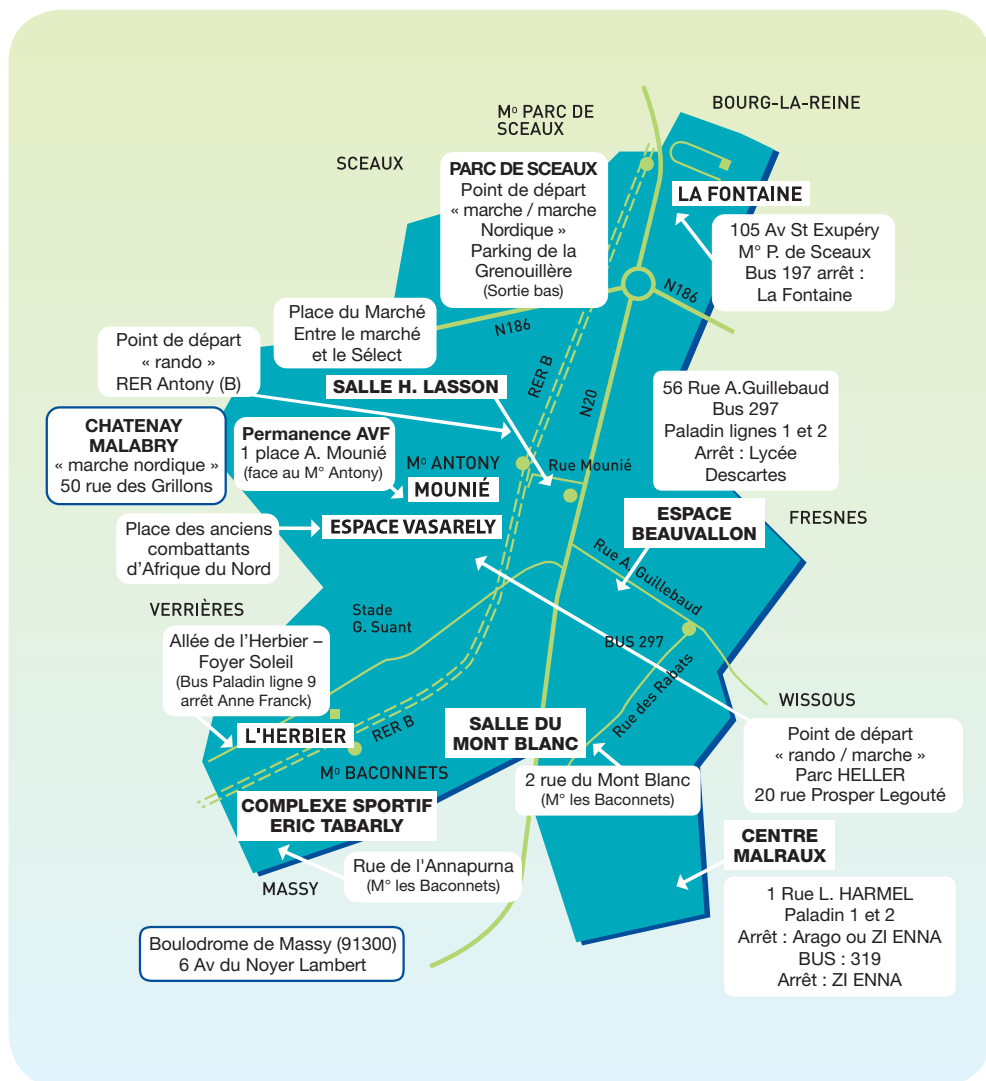 BOURG-LA-REINE
Mº PARC DE
SCEAUX
SCEAUX
PARC DE SCEAUX
Point de départ
« marche / marche
Nordique »
Parking de la
Grenouillère
(Sortie bas)
LA FONTAINE
105 Av St Exupéry
M° P. de Sceaux
Bus 197 arrêt :
La Fontaine
N186
N186
Place du Marché
Entre le marché
et le Sélect
Point de départ
« rando »
RER Antony (B)
SALLE H. LASSON
RER B
N20
56 Rue A.Guillebaud
Bus 297
Paladin lignes 1 et 2
Arrêt : Lycée
Descartes
CHATENAY
MALABRY
« marche nordique »
50 rue des Grillons
Permanence AVF
1 place A. Mounié
(face au M° Antony)
Mº ANTONY
Rue Mounié
MOUNIÉ
ESPACE VASARELY
ESPACE
BEAUVALLON
FRESNES
Place des anciens
combattants
d'Afrique du Nord
Rue A. Guillebaud
VERRIÈRES
Stade
G. Suant
BUS 297
Allée de l'Herbier –
Foyer Soleil
(Bus Paladin ligne 9
arrêt Anne Franck)
Rue des Rabats
WISSOUS
L'HERBIER
RER B
SALLE DU
MONT BLANC
Point de départ
« rando / marche »
Parc HELLER
20 rue Prosper Legouté
Mº BACONNETS
2 rue du Mont Blanc
(M° les Baconnets)
COMPLEXE SPORTIF
ERIC TABARLY
CENTRE
MALRAUX
MASSY
Rue de l'Annapurna
(M° les Baconnets)
1 Rue L. HARMEL
Paladin 1 et 2
Arrêt : Arago ou ZI ENNA
BUS : 319
Arrêt : ZI ENNA
Boulodrome de Massy (91300)
6 Av du Noyer Lambert